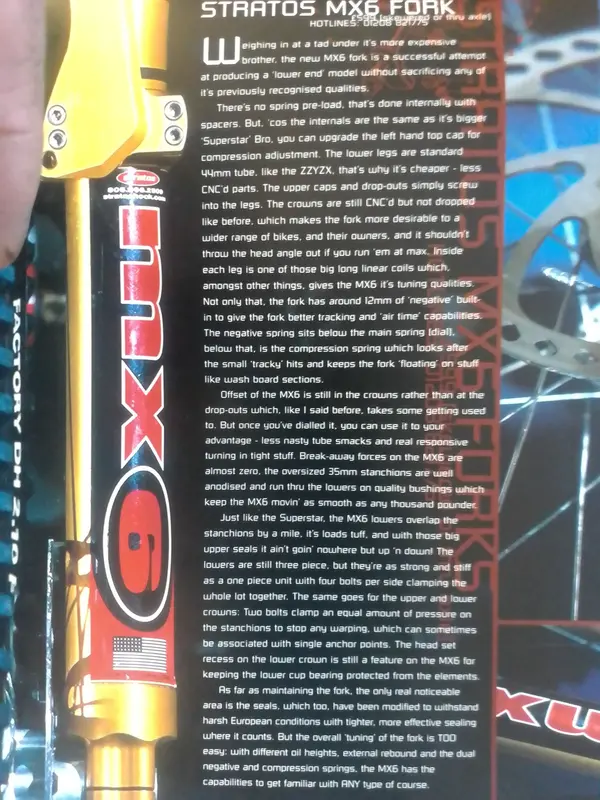 STRATOS MX6 FORK
HOTLINES: 01208 821775
£599 (skewered or thru axle)
Weighing in at a tad under it's more expensive
brother, the new MX6 fork is a successful attempt
at producing a 'lower end' model without sacrificing any of
it's previously recognised qualities.
There's no spring pre-load, that's done internally with
spacers. But, 'cos the internals are the same as it's bigger
'Superstar' Bro, you can upgrade the left hand top cap for
compression adjustment. The lower legs are standard
44mm tube, like the ZZYZX, that's why it's cheaper - less
CNC'd parts. The upper caps and drop-outs simply screw
into the legs. The crowns are still CNC'd but not dropped
like before, which makes the fork more desirable to a
wider range of bikes, and their owners, and it shouldn't
throw the head angle out if you run 'em at max. Inside
each leg is one of those big long linear coils which,
amongst other things, gives the MX6 it's tuning qualities.
Not only that, the fork has around 12mm of 'negative' built-
in to give the fork better tracking and 'air time' capabilities.
The negative spring sits below the main spring [dial],
below that, is the compression spring which looks after
the small 'tracky' hits and keeps the fork 'floating' on stuff
like wash board sections.
Offset of the MX6 is still in the crowns rather than at the
drop-outs which, like I said before, takes some getting used
to. But once you've dialled it, you can use it to your
advantage - less nasty tube smacks and real responsive
turning in tight stuff. Break-away forces on the MX6 are
almost zero, the oversized 35mm stanchions are well
anodised and run thru the lowers on quality bushings which
keep the MX6 movin' as smooth as any thousand pounder.
Just like the Superstar, the MX6 lowers overlap the
stanchions by a mile, it's loads tuff, and with those big
upper seals it ain't goin' nowhere but up 'n down! The
lowers are still three piece, but they're as strong and stiff
as a one piece unit with four bolts per side clamping the
whole lot together. The same goes for the upper and lower
crowns: Two bolts clamp an equal amount of pressure on
the stanchions to stop any warping, which can sometimes
be associated with single anchor points. The head set
recess on the lower crown is still a feature on the MX6 for
keeping the lower cup bearing protected from the elements.
As far as maintaining the fork, the only real noticeable
area is the seals, which too, have been modified to withstand
harsh European conditions with tighter, more effective sealing
where it counts. But the overall 'tuning' of the fork is TOO
easy: with different oil heights, external rebound and the dual
negative and compression springs, the MX6 has the
capabilities to get familiar with ANY type of course.
stratos
mx6
FACTORY DH 2.10
STRATOS MX6 FORKS